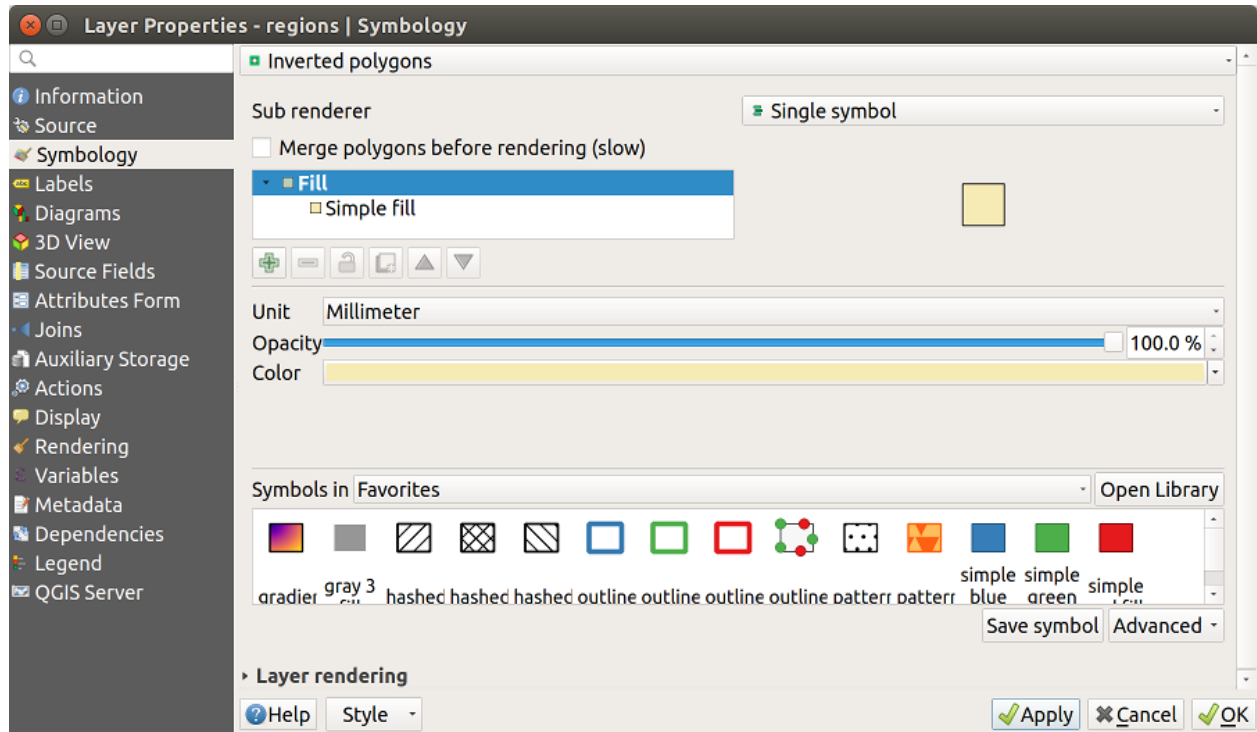 Layer Properties - regions | Symbology
Inverted polygons
Information
Source
Symbology
Labels
Diagrams
3D View
Source Fields
Attributes Form
Joins
Auxiliary Storage
Actions
Display
Rendering
Variables
Metadata
Dependencies
Legend
QGIS Server
Sub renderer Single symbol
Merge polygons before rendering (slow)
Fill
Simple fill
Unit Millimeter
Opacity 100.0 %
Color
Symbols in Favorites Open Library
gradier gray 3 hashed hashed hashed outline outline outline outline patterr patterr simple blue simple green simple
Save symbol Advanced
Layer rendering
Help Style Apply Cancel OK